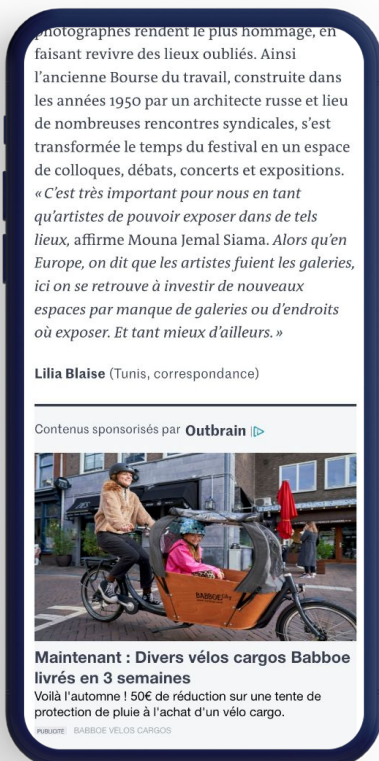 photographes rendent le plus hommage, en
faisant revivre des lieux oubliés. Ainsi
l'ancienne Bourse du travail, construite dans
les années 1950 par un architecte russe et lieu
de nombreuses rencontres syndicales, s'est
transformée le temps du festival en un espace
de colloques, débats, concerts et expositions.
« C'est très important pour nous en tant
qu'artistes de pouvoir exposer dans de tels
lieux, affirme Mouna Jemal Siama. Alors qu'en
Europe, on dit que les artistes fuient les galeries,
ici on se retrouve à investir de nouveaux
espaces par manque de galeries ou d'endroits
où exposer. Et tant mieux d'ailleurs. »
Lilia Blaise (Tunis, correspondance)
Contenus sponsorisés par Outbrain
BABBOE
Maintenant : Divers vélos cargos Babboe
livrés en 3 semaines
Voilà l'automne ! 50€ de réduction sur une tente de
protection de pluie à l'achat d'un vélo cargo.
PUBLICITÉ BABBOE VELOS CARGOS